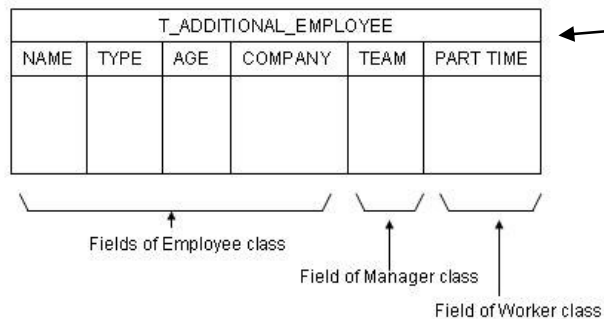 T_ADDITIONAL_EMPLOYEE
NAME TYPE AGE COMPANY TEAM PART TIME
Fields of Employee class
Field of Manager class
Field of Worker class